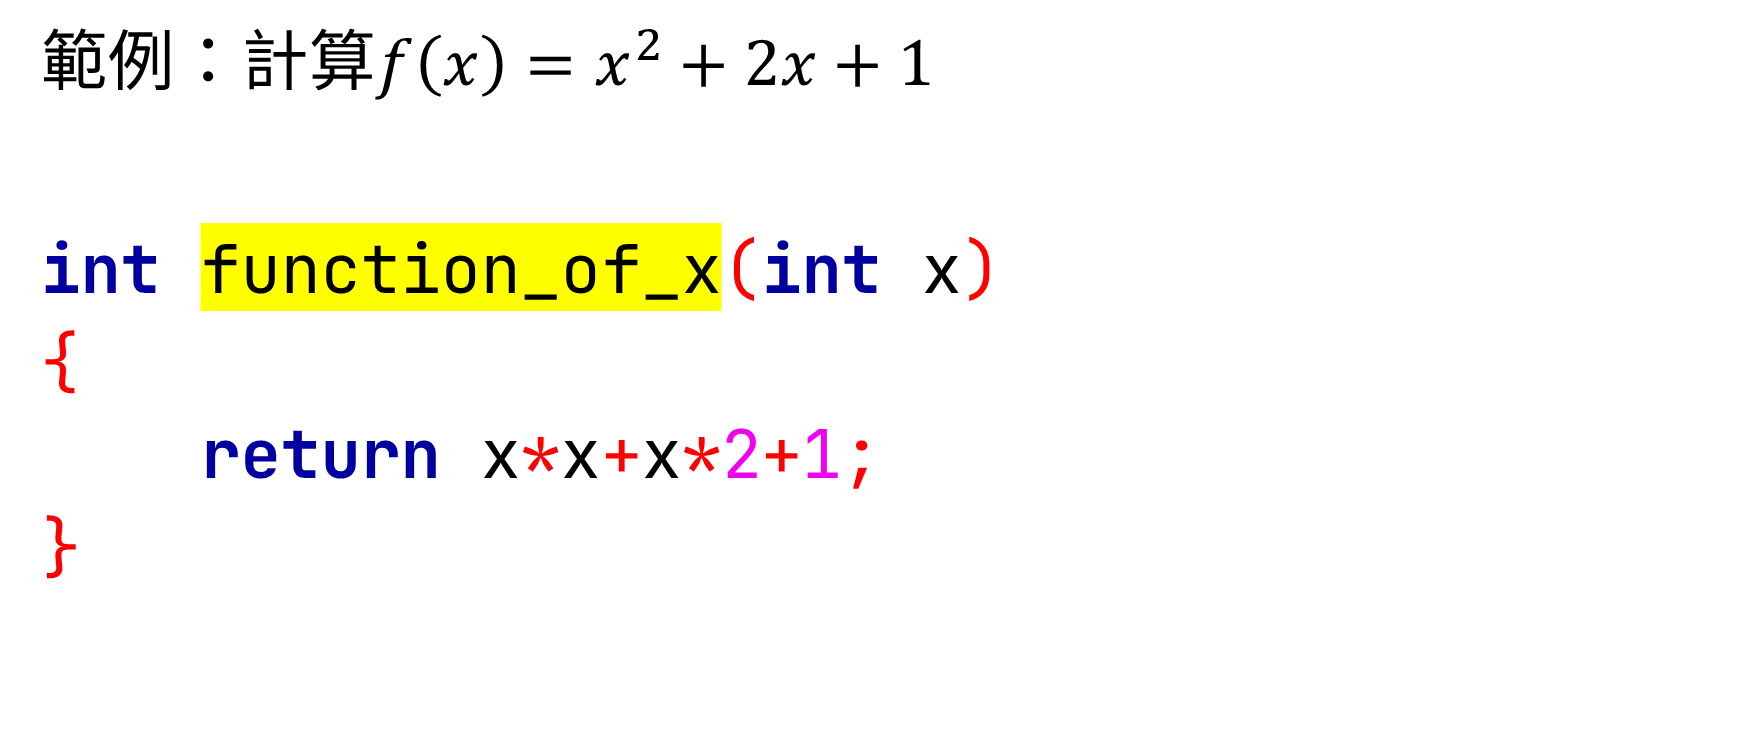 範例：計算f(x) = x² + 2x + 1
int function_of_x(int x)
{
    return x*x+x*2+1;
}